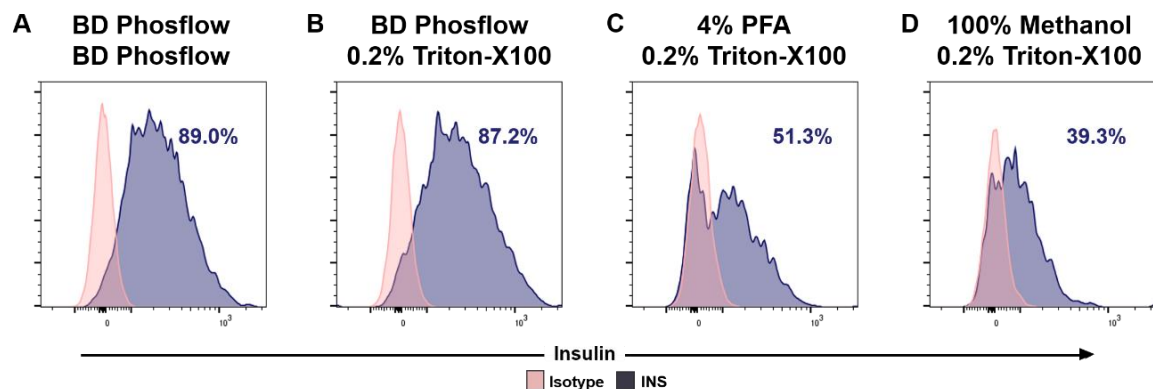 A
BD Phosflow
BD Phosflow
89.0%
0
10³
B
BD Phosflow
0.2% Triton-X100
87.2%
0
10³
C
4% PFA
0.2% Triton-X100
51.3%
0
10³
D
100% Methanol
0.2% Triton-X100
39.3%
0
10³
Insulin
Isotype INS